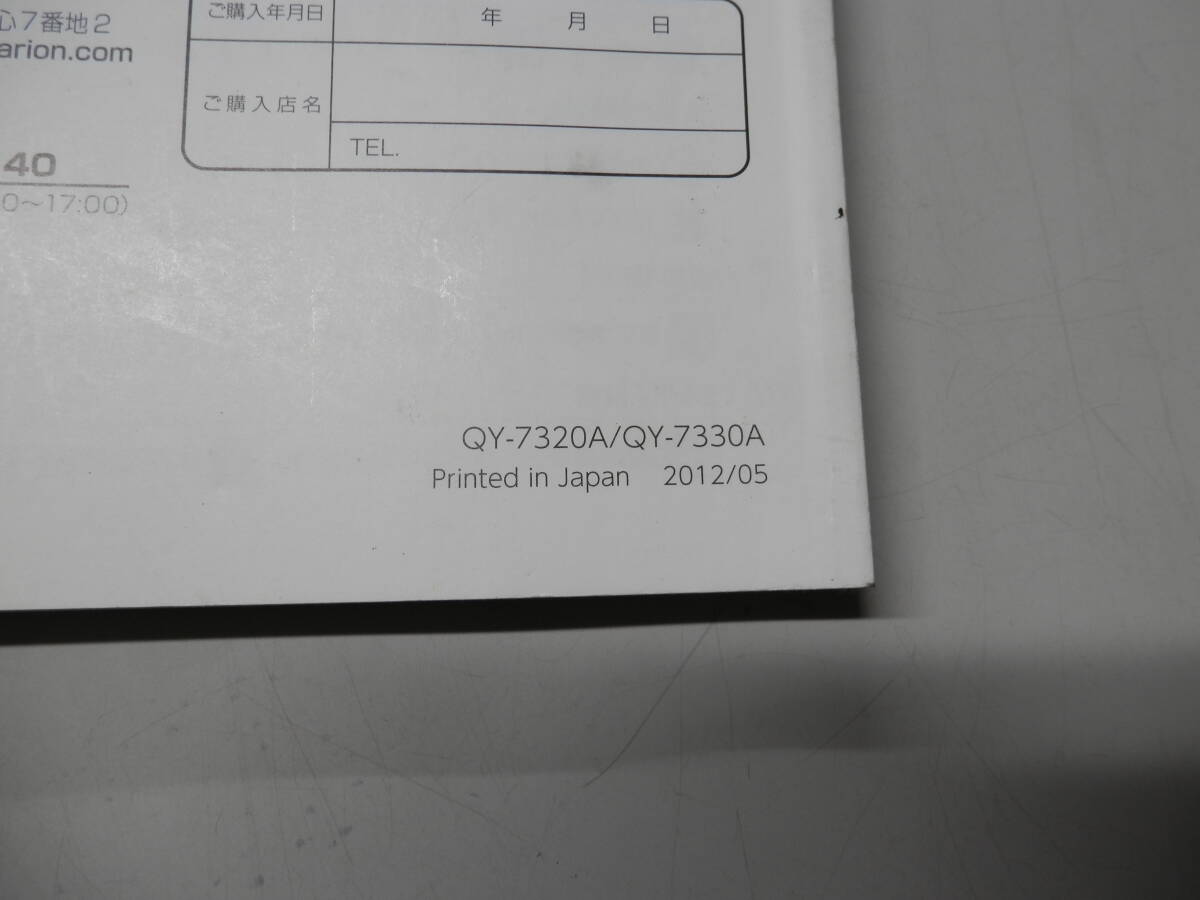 心7番地2
arion.com
40
0～17:00)
ご購入年月日 年 月 日
ご購入店名
TEL.
QY-7320A/QY-7330A
Printed in Japan 2012/05